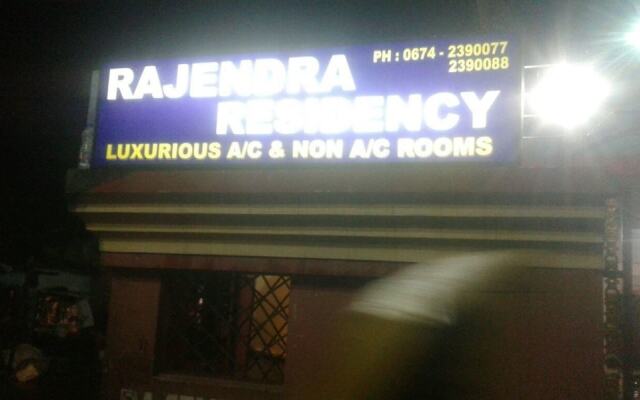 RAJENDRA
RESIDENCY
PH : 0674 - 2390077
2390088
LUXURIOUS A/C & NON A/C ROOMS